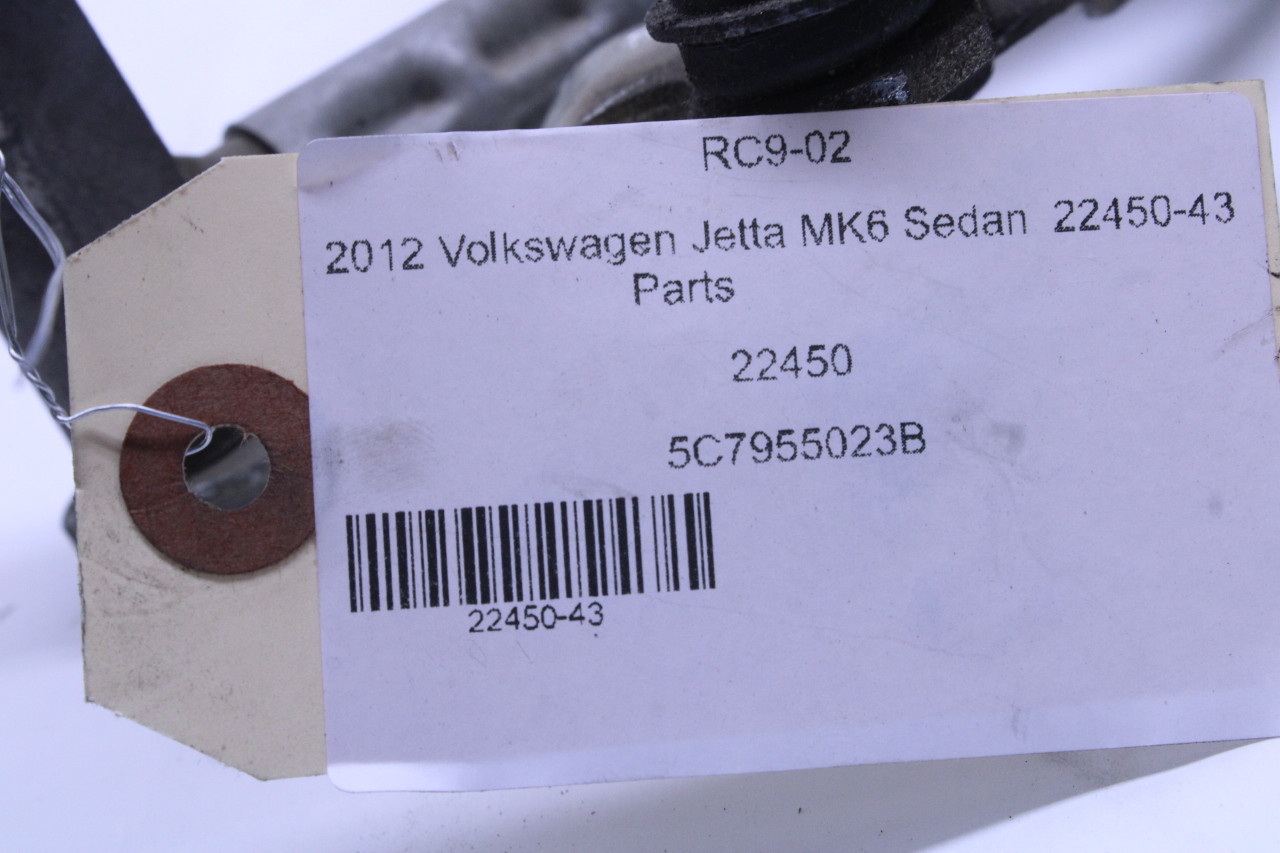 RC9-02
2012 Volkswagen Jetta MK6 Sedan 22450-43
Parts
22450
5C7955023B
22450-43